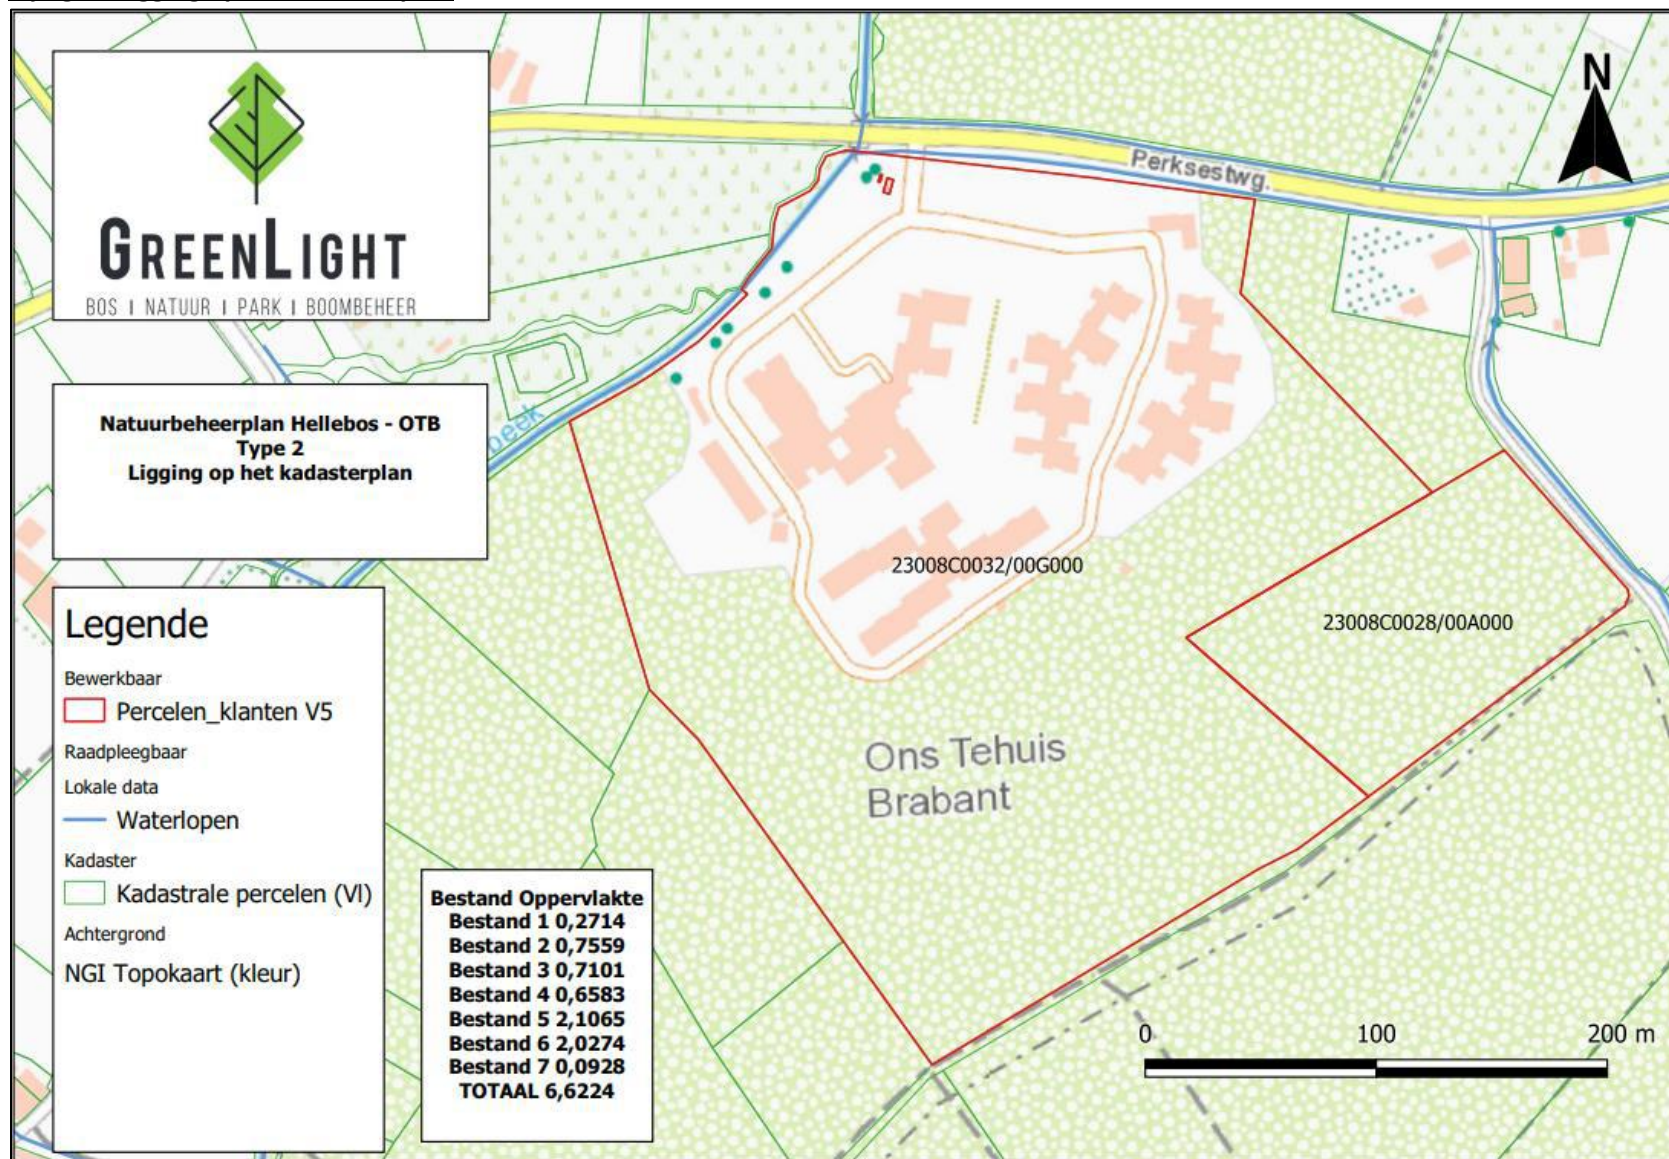 GREENLIGHT
BOS I NATUUR I PARK I BOOMBEHEER
N
Perksestwg.
Natuurbeheerplan Hellebos - OTB
Type 2
Ligging op het kadasterplan
beek
23008C0032/00G000
23008C0028/00A000
Legende
Bewerkbaar
Percelen_klanten V5
Raadpleegbaar
Lokale data
Waterlopen
Kadaster
Kadastrale percelen (Vl)
Achtergrond
NGI Topokaart (kleur)
Ons Tehuis
Brabant
Bestand Oppervlakte
Bestand 1 0,2714
Bestand 2 0,7559
Bestand 3 0,7101
Bestand 4 0,6583
Bestand 5 2,1065
Bestand 6 2,0274
Bestand 7 0,0928
TOTAAL 6,6224
0 100 200 m